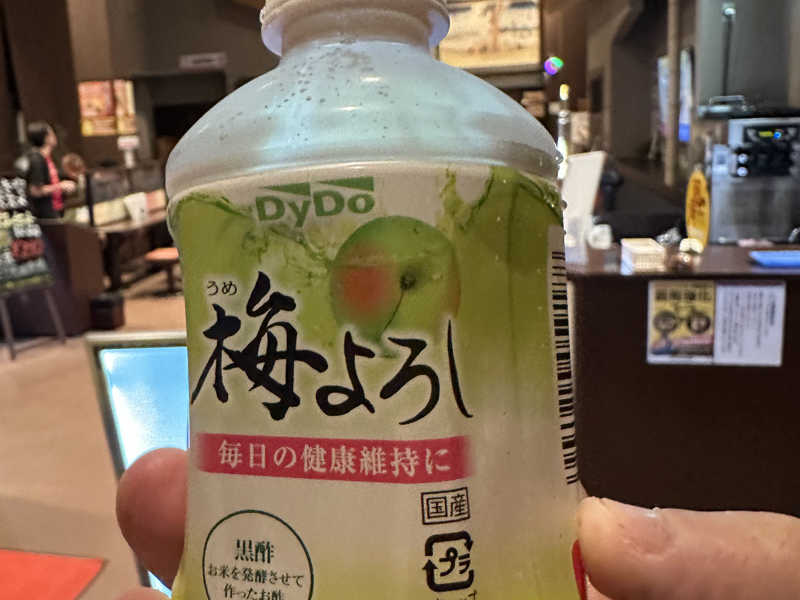 DyDo
うめ
梅よろし
毎日の健康維持に
国産
プラ
黒酢
お米を発酵させて
作ったお酢